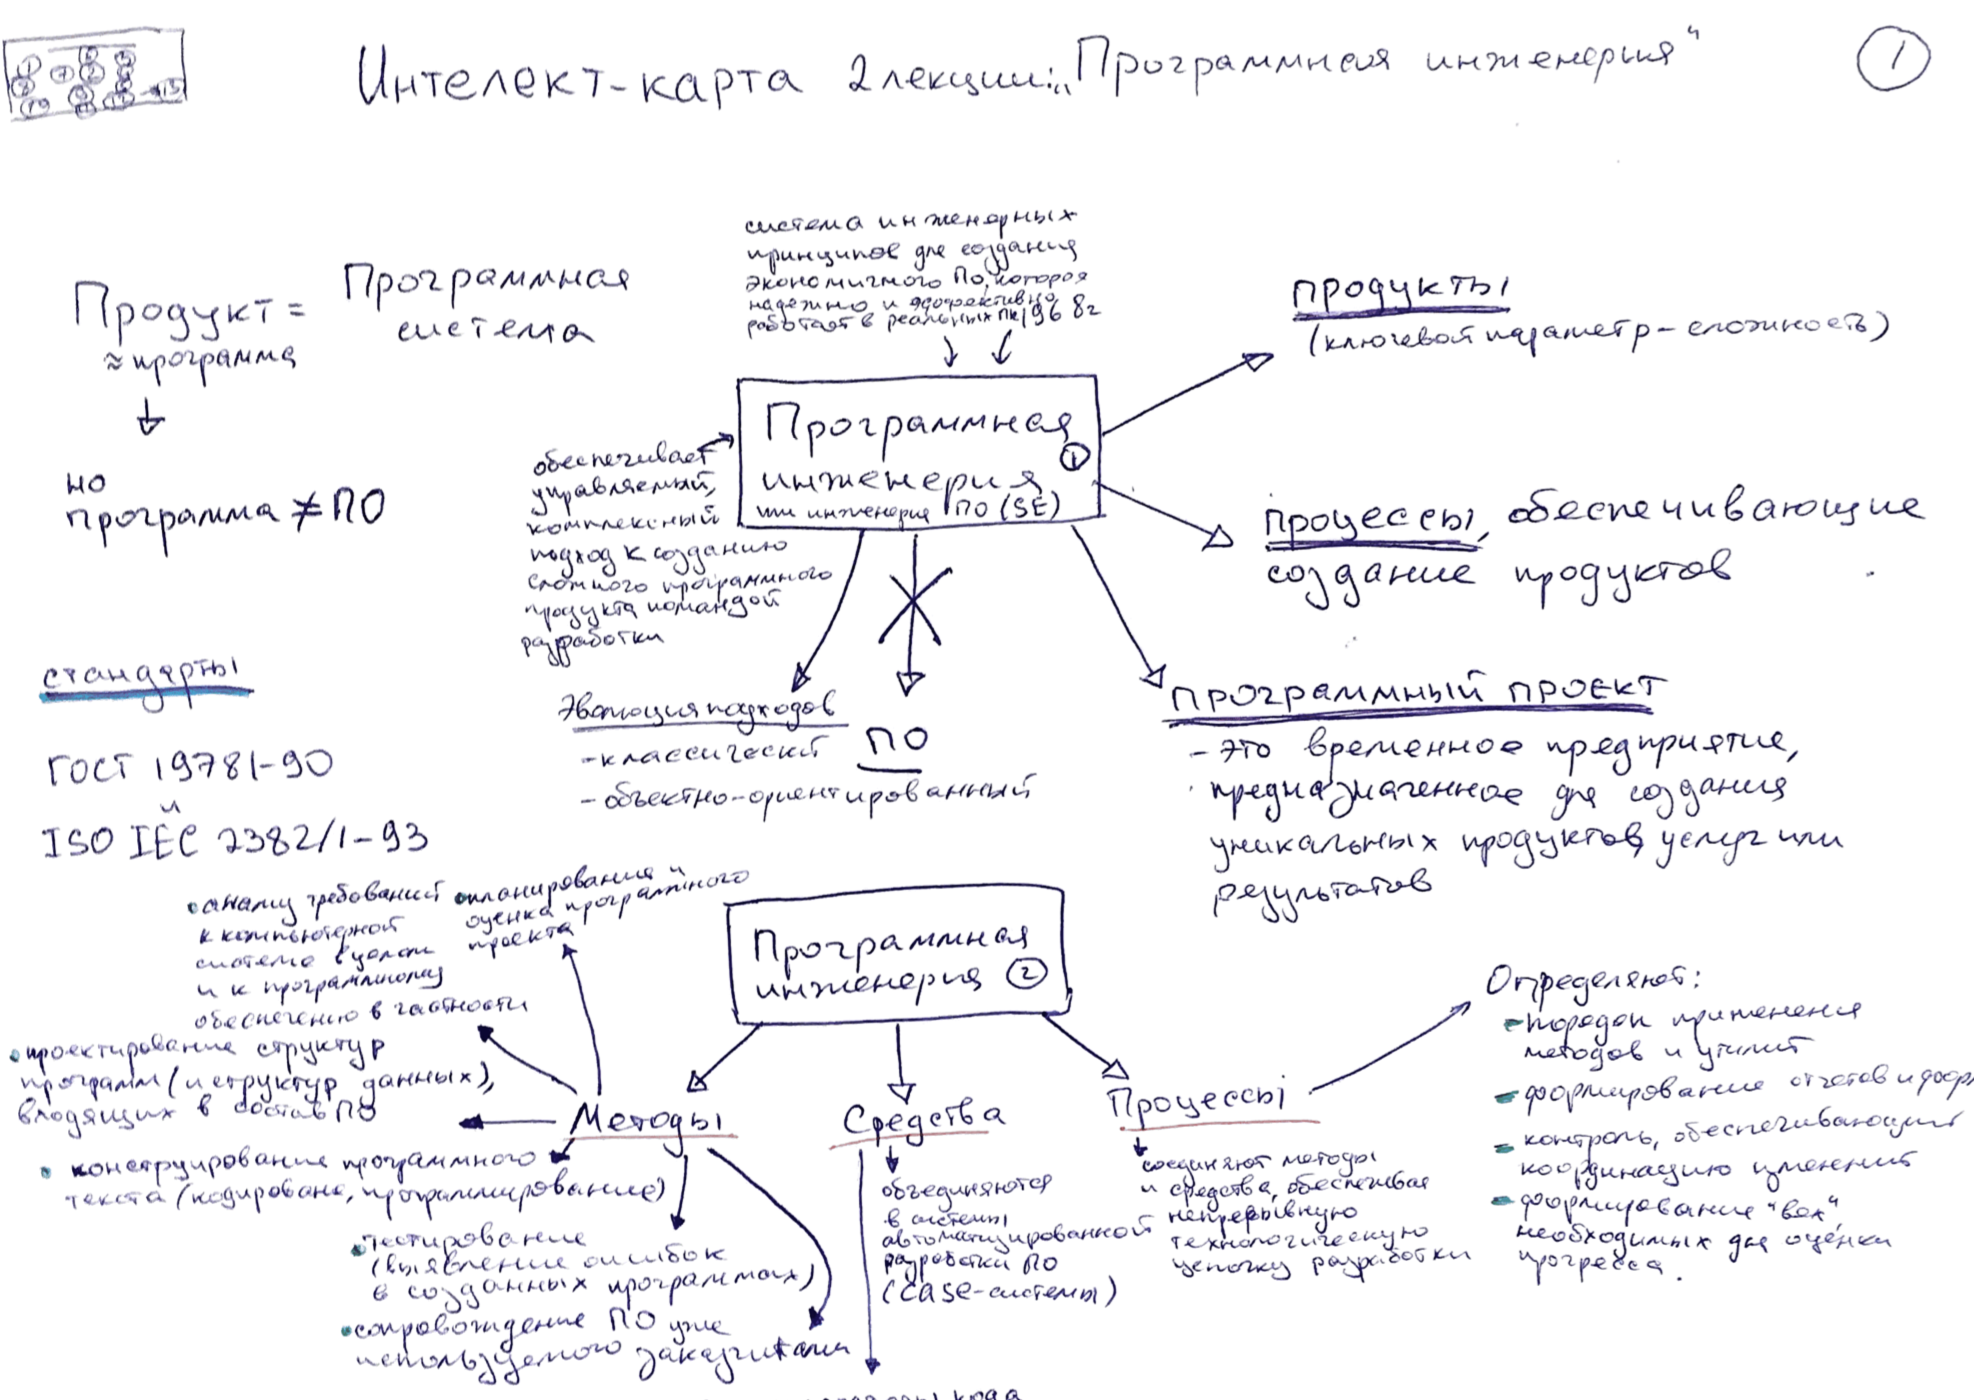 Интелект-карта 2 лекции: „Программная инженерия“
1
система инженерных
принципов для создания
экономичного ПО, которая
надежно и эффективно
работает в реальных ПК 1968г
Продукт =
≈ программа
Программная
система
но
программа ≠ ПО
Программная
инженерия
или инженерия ПО (SE)
1
обеспечивает
управляемый,
комплексный
подход к созданию
сложного программного
продукта командой
разработки
продукты
(ключевой параметр - сложность)
процессы, обеспечивающие
создание продуктов
программный проект
- это временное предприятие,
предназначенное для создания
уникальных продуктов, услуг или
результатов
Эволюция подходов
- классический
- объектно-ориентированный
ПО
стандарты
ГОСТ 19781-90
и
ISO IEC 2382/1-93
Программная
инженерия 2
Методы
• анализ требований
к компьютерной
системе в целом
и к программному
обеспечению в частности
• планирование и
оценка программного
проекта
• проектирование структур
программ (и структур данных),
входящих в состав ПО
• конструирование программного
текста (кодирование, программирование)
• тестирование
(выявление ошибок
в созданных программах)
• сопровождение ПО уже
используемого заказчиками
Средства
объединяются
в системы
автоматизированной
разработки ПО
(CASE-системы)
Процессы
соединяют методы
и средства, обеспечивая
непрерывную
технологическую
цепочку разработки
Определяют:
- порядок применения
методов и утилит
- формирование отчетов и фор
- контроль, обеспечивающий
координацию изменений
- формирование "вех",
необходимых для оценки
прогресса.
кода